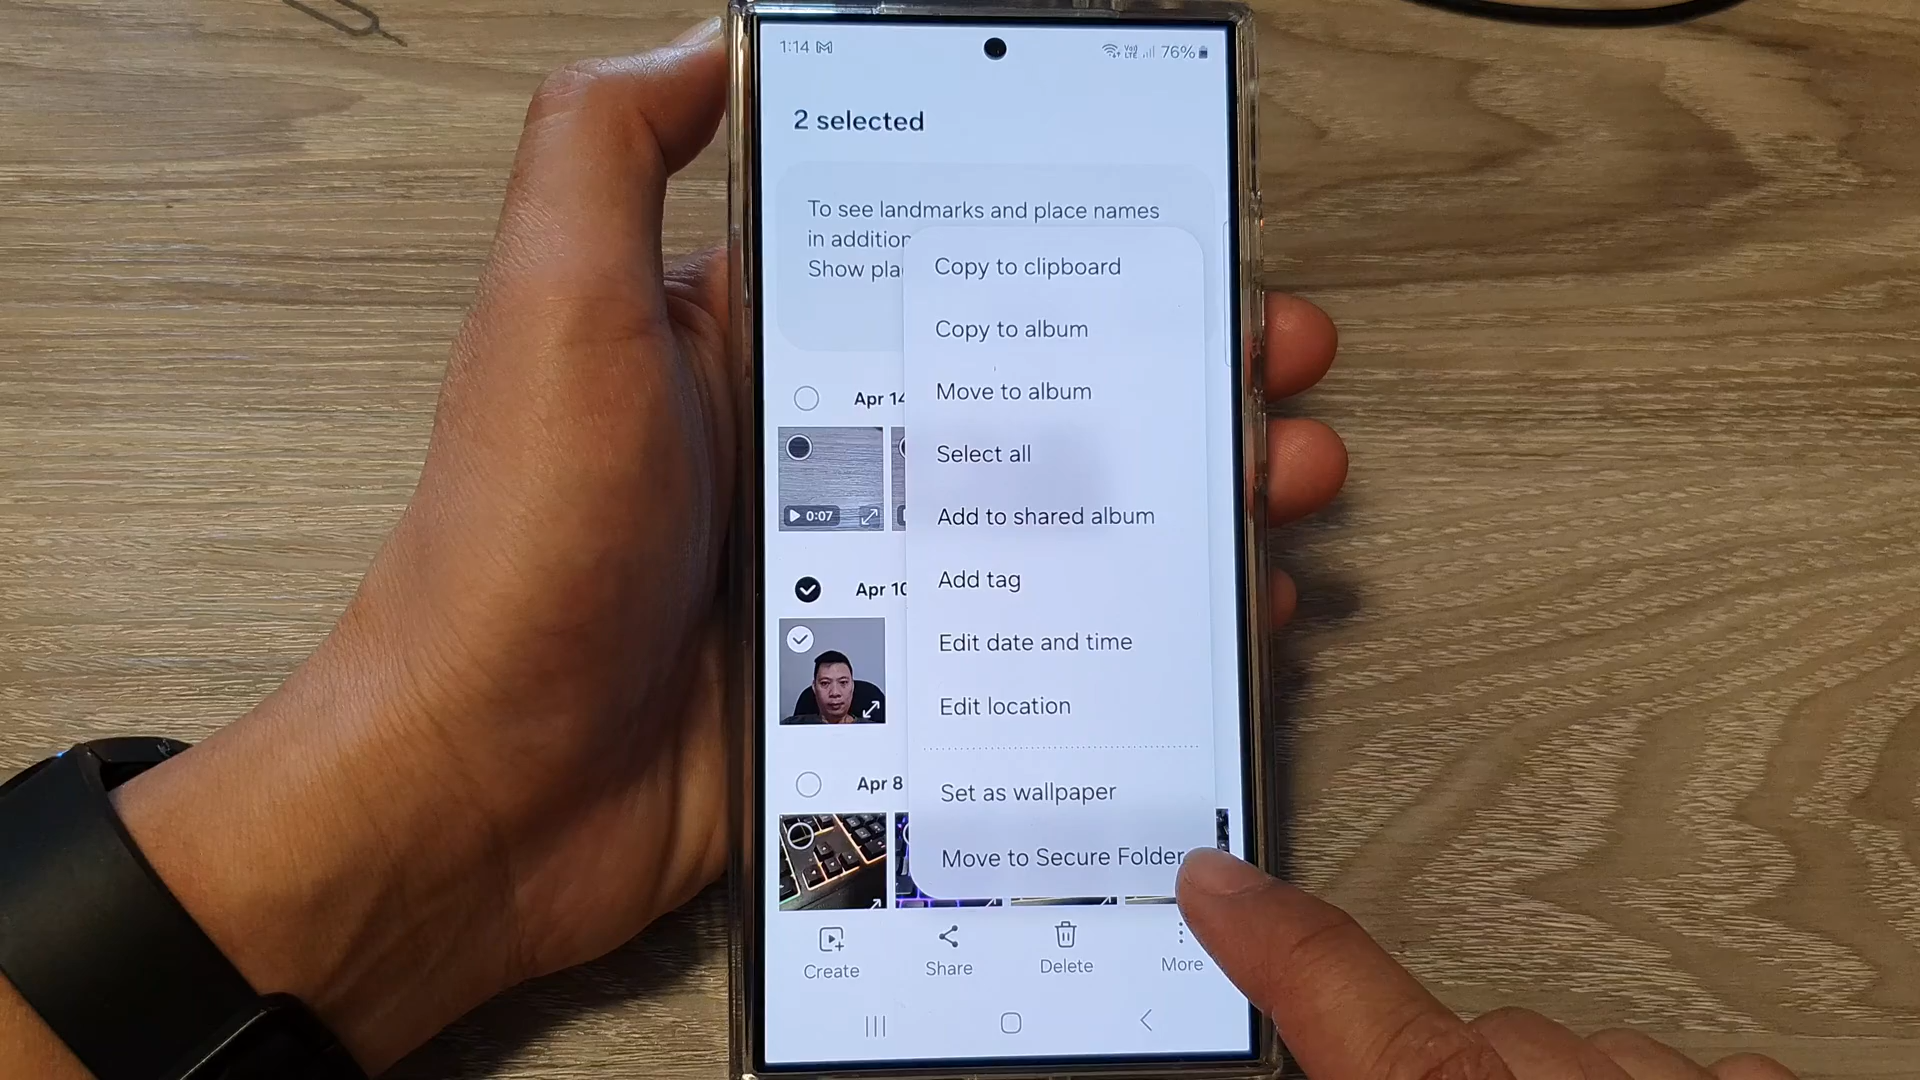 1:14
Vo)
LTE
76%
2 selected
To see landmarks and place names
in addition
Show pla
Copy to clipboard
Copy to album
Move to album
Select all
Add to shared album
Add tag
Edit date and time
Edit location
Set as wallpaper
Move to Secure Folder
Apr 14
0:07
Apr 10
Apr 8
Create
Share
Delete
More